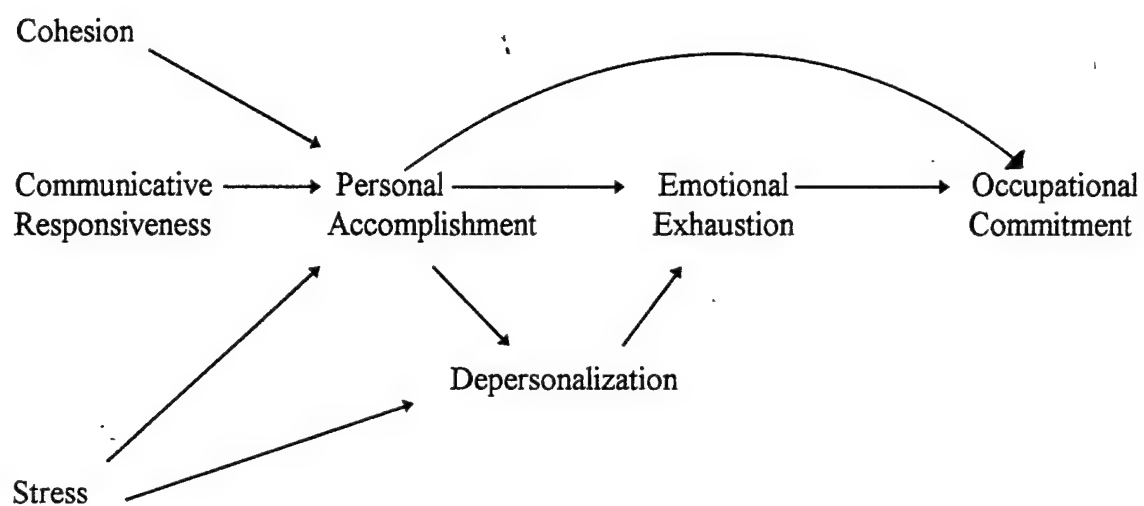 Cohesion
Communicative
Responsiveness
Personal
Accomplishment
Emotional
Exhaustion
Occupational
Commitment
Depersonalization
Stress